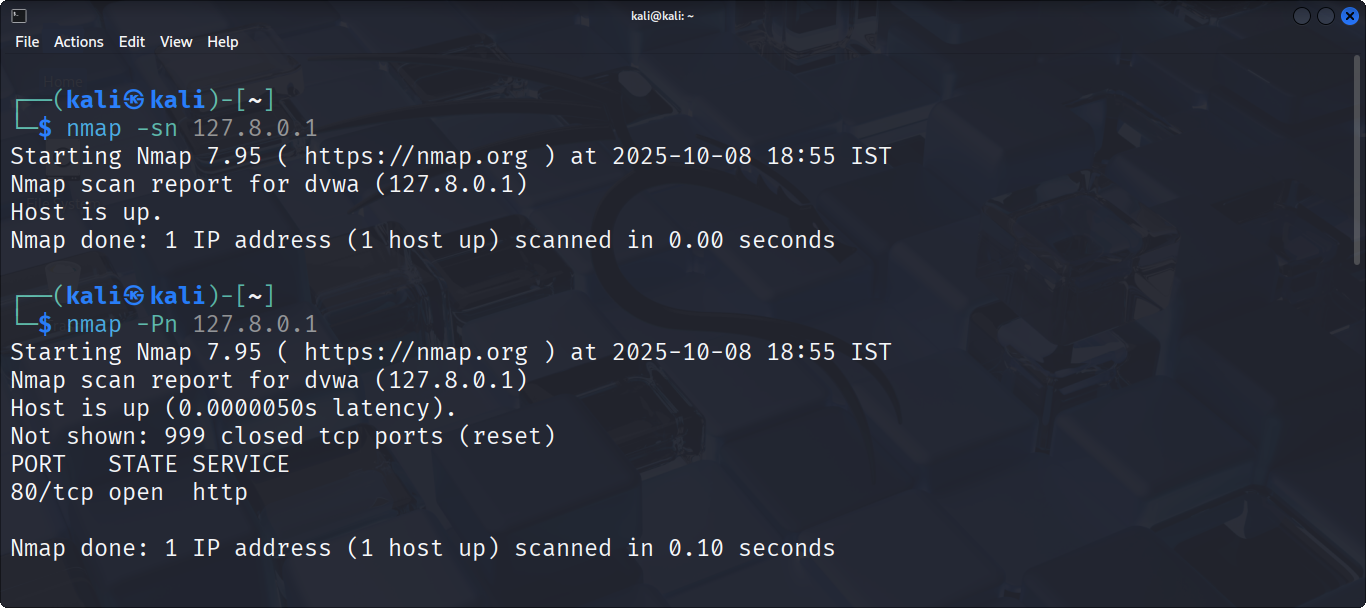 kali@kali: ~
File Actions Edit View Help
┌──(kali㉿kali)-[~]
└─$ nmap -sn 127.8.0.1
Starting Nmap 7.95 ( https://nmap.org ) at 2025-10-08 18:55 IST
Nmap scan report for dvwa (127.8.0.1)
Host is up.
Nmap done: 1 IP address (1 host up) scanned in 0.00 seconds
┌──(kali㉿kali)-[~]
└─$ nmap -Pn 127.8.0.1
Starting Nmap 7.95 ( https://nmap.org ) at 2025-10-08 18:55 IST
Nmap scan report for dvwa (127.8.0.1)
Host is up (0.0000050s latency).
Not shown: 999 closed tcp ports (reset)
PORT   STATE SERVICE
80/tcp open  http
Nmap done: 1 IP address (1 host up) scanned in 0.10 seconds